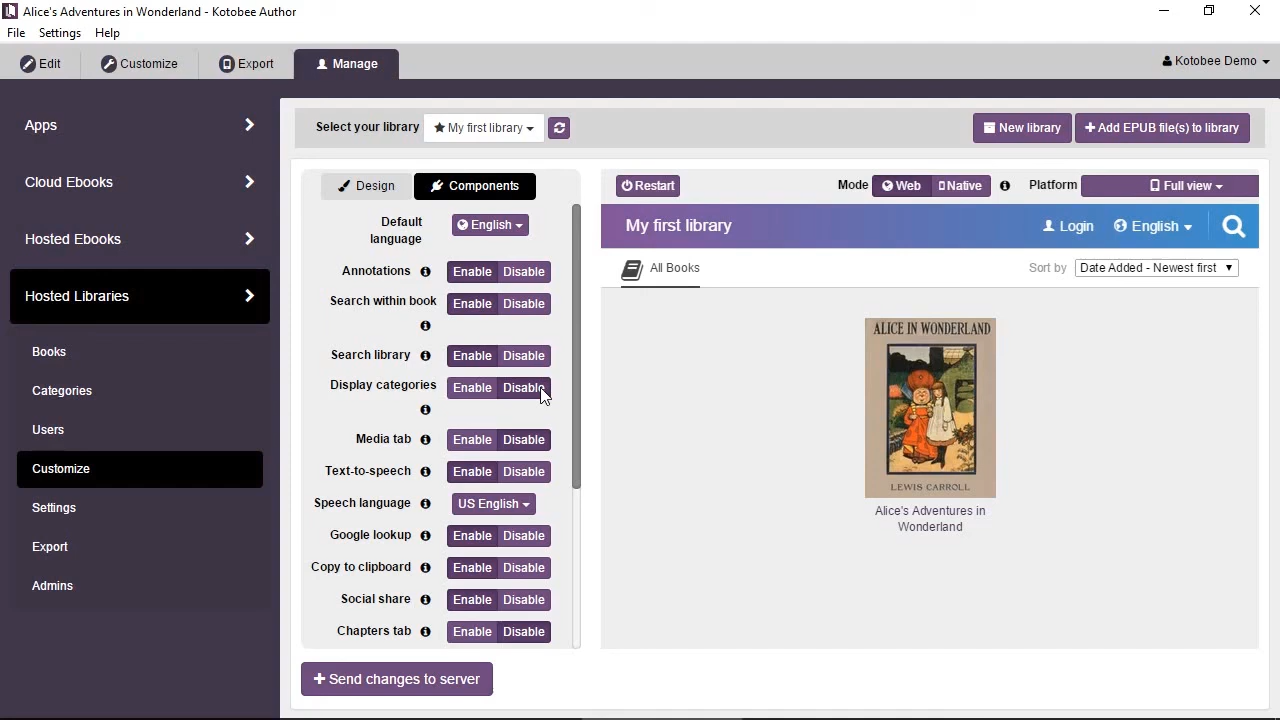 Alice's Adventures in Wonderland - Kotobee Author
File Settings Help
Edit Customize Export Manage Kotobee Demo
Apps
Cloud Ebooks
Hosted Ebooks
Hosted Libraries
Books
Categories
Users
Customize
Settings
Export
Admins
Select your library My first library New library Add EPUB file(s) to library
Design Components
Default language English
Annotations Enable Disable
Search within book Enable Disable
Search library Enable Disable
Display categories Enable Disable
Media tab Enable Disable
Text-to-speech Enable Disable
Speech language US English
Google lookup Enable Disable
Copy to clipboard Enable Disable
Social share Enable Disable
Chapters tab Enable Disable
Send changes to server
Restart Mode Web Native Platform Full view
My first library Login English
All Books Sort by Date Added - Newest first
ALICE IN WONDERLAND
LEWIS CARROLL
Alice's Adventures in
Wonderland